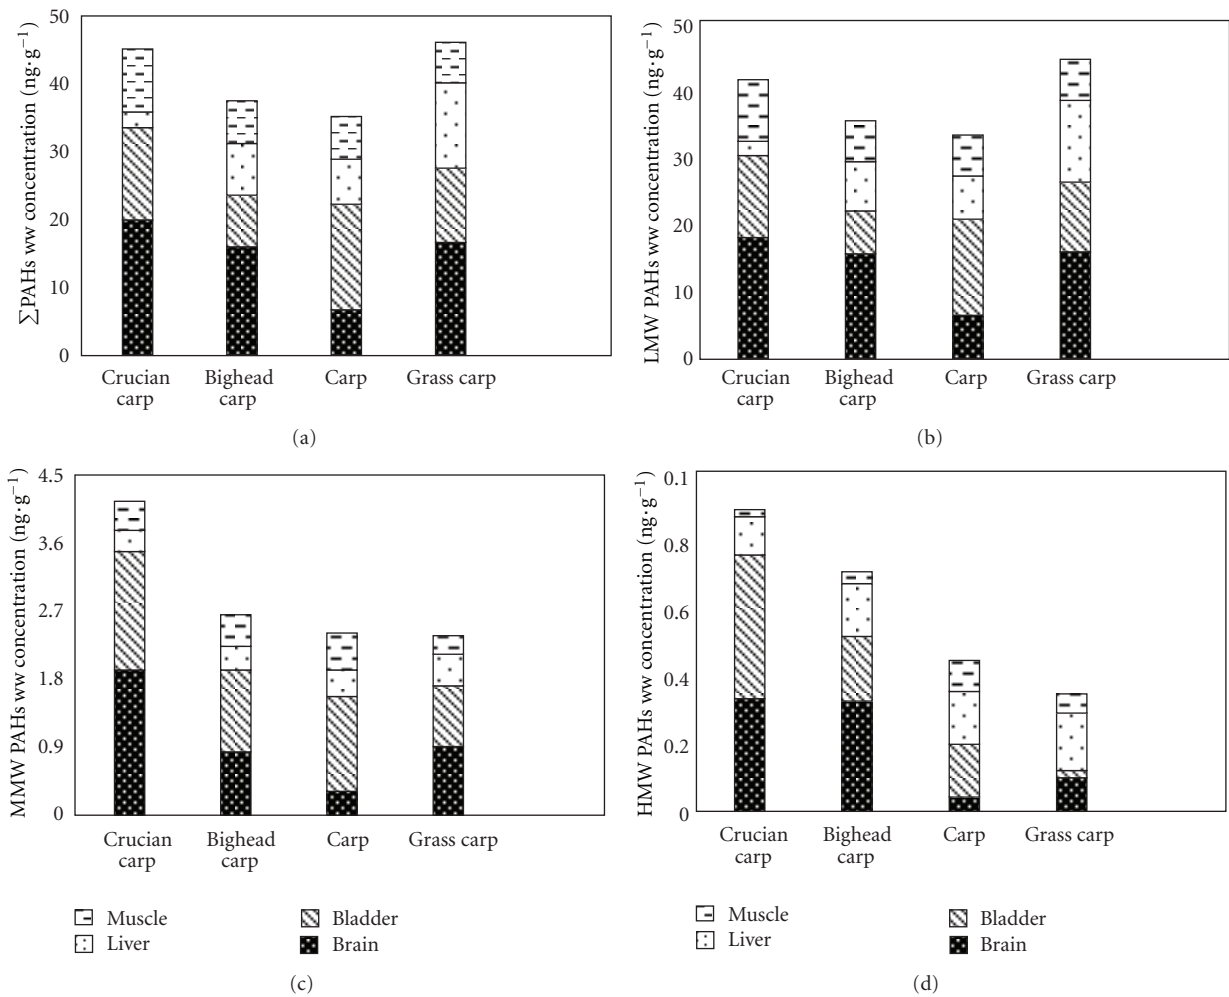 ∑PAHs ww concentration (ng·g⁻¹)
50
40
30
20
10
0
Crucian carp
Bighead carp
Carp
Grass carp
(a)
LMW PAHs ww concentration (ng·g⁻¹)
50
40
30
20
10
0
Crucian carp
Bighead carp
Carp
Grass carp
(b)
MMW PAHs ww concentration (ng·g⁻¹)
4.5
3.6
2.7
1.8
0.9
0
Crucian carp
Bighead carp
Carp
Grass carp
Muscle
Liver
Bladder
Brain
(c)
HMW PAHs ww concentration (ng·g⁻¹)
0.1
0.8
0.6
0.4
0.2
0
Crucian carp
Bighead carp
Carp
Grass carp
Muscle
Liver
Bladder
Brain
(d)